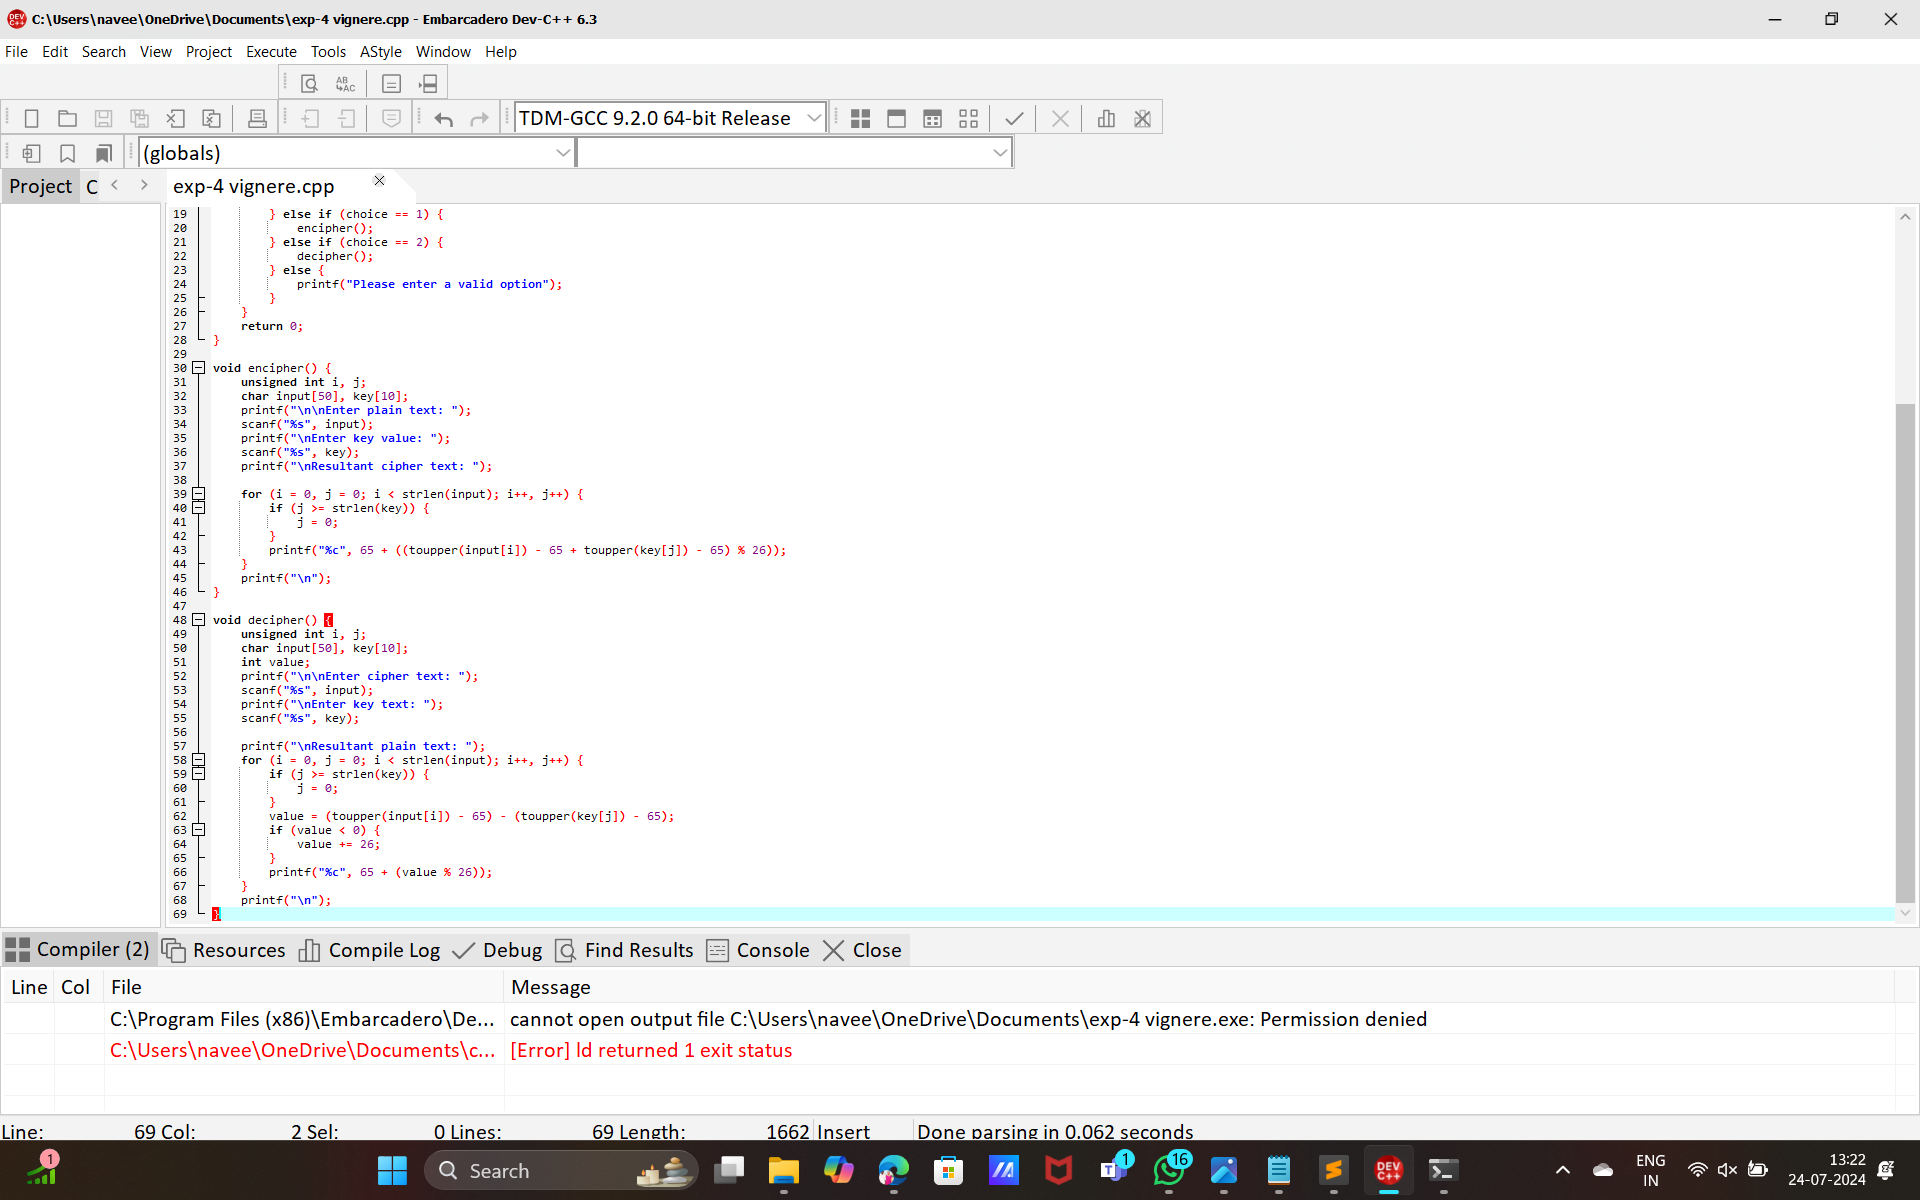 C:\Users\navee\OneDrive\Documents\exp-4 vignere.cpp - Embarcadero Dev-C++ 6.3
File Edit Search View Project Execute Tools AStyle Window Help
TDM-GCC 9.2.0 64-bit Release
(globals)
Project C exp-4 vignere.cpp
19 } else if (choice == 1) {
20 encipher();
21 } else if (choice == 2) {
22 decipher();
23 } else {
24 printf("Please enter a valid option");
25 }
26 }
27 return 0;
28 }
29
30 void encipher() {
31 unsigned int i, j;
32 char input[50], key[10];
33 printf("\n\nEnter plain text: ");
34 scanf("%s", input);
35 printf("\nEnter key value: ");
36 scanf("%s", key);
37 printf("\nResultant cipher text: ");
38
39 for (i = 0, j = 0; i < strlen(input); i++, j++) {
40 if (j >= strlen(key)) {
41 j = 0;
42 }
43 printf("%c", 65 + ((toupper(input[i]) - 65 + toupper(key[j]) - 65) % 26));
44 }
45 printf("\n");
46 }
47
48 void decipher() {
49 unsigned int i, j;
50 char input[50], key[10];
51 int value;
52 printf("\n\nEnter cipher text: ");
53 scanf("%s", input);
54 printf("\nEnter key text: ");
55 scanf("%s", key);
56
57 printf("\nResultant plain text: ");
58 for (i = 0, j = 0; i < strlen(input); i++, j++) {
59 if (j >= strlen(key)) {
60 j = 0;
61 }
62 value = (toupper(input[i]) - 65) - (toupper(key[j]) - 65);
63 if (value < 0) {
64 value += 26;
65 }
66 printf("%c", 65 + (value % 26));
67 }
68 printf("\n");
69 }
Compiler (2) Resources Compile Log Debug Find Results Console Close
Line Col File Message
C:\Program Files (x86)\Embarcadero\De... cannot open output file C:\Users\navee\OneDrive\Documents\exp-4 vignere.exe: Permission denied
C:\Users\navee\OneDrive\Documents\c... [Error] ld returned 1 exit status
Line: 69 Col: 2 Sel: 0 Lines: 69 Length: 1662 Insert Done parsing in 0.062 seconds
1 Search 1 16 DEV C++ ENG IN 13:22
24-07-2024